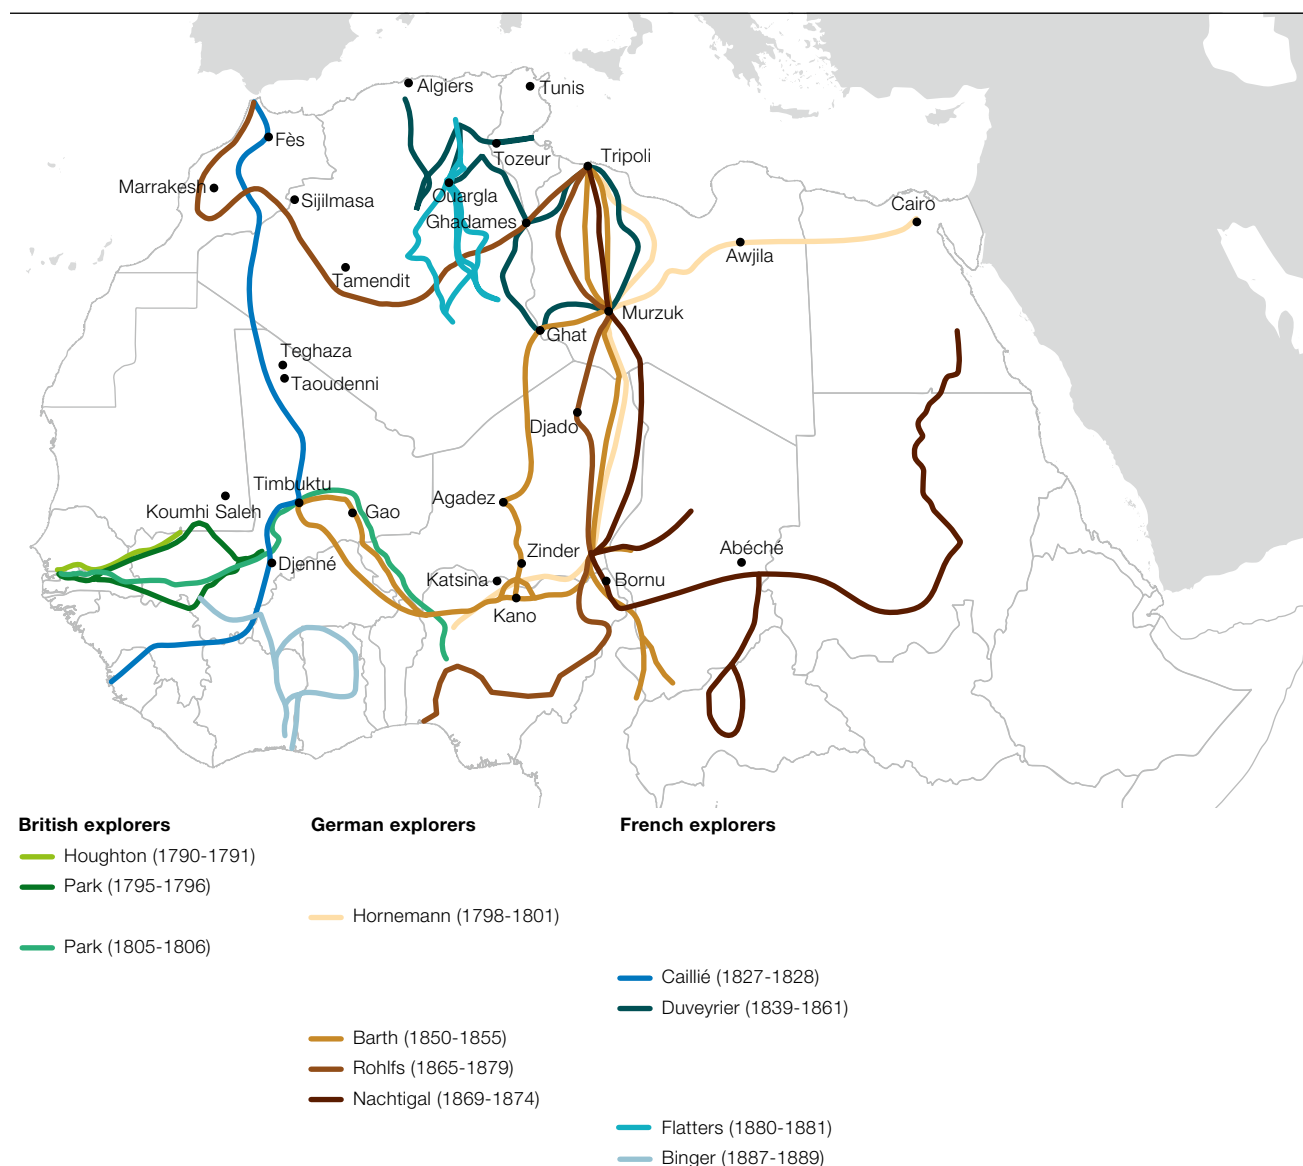 Algiers
Tunis
Fès
Tozeur
Tripoli
Marrakesh
Sijilmasa
Ouargla
Ghadames
Cairo
Awjila
Tamendit
Murzuk
Ghat
Teghaza
Taoudenni
Djado
Timbuktu
Agadez
Koumhi Saleh
Gao
Zinder
Abéché
Djenné
Katsina
Bornu
Kano
British explorers
German explorers
French explorers
Houghton (1790-1791)
Park (1795-1796)
Hornemann (1798-1801)
Park (1805-1806)
Caillié (1827-1828)
Duveyrier (1839-1861)
Barth (1850-1855)
Rohlfs (1865-1879)
Nachtigal (1869-1874)
Flatters (1880-1881)
Binger (1887-1889)